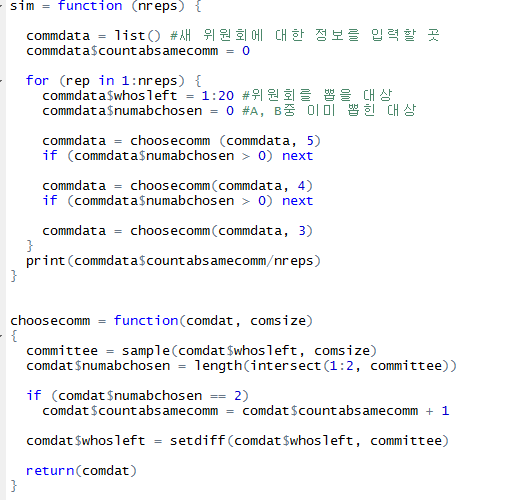 sim = function (nreps) {
commdata = list() #새 위원회에 대한 정보를 입력할 곳
commdata$countabsamecomm = 0
for (rep in 1:nreps) {
commdata$whosleft = 1:20 #위원회를 뽑을 대상
commdata$numabchosen = 0 #A, B중 이미 뽑힌 대상
commdata = choosecomm (commdata, 5)
if (commdata$numabchosen > 0) next
commdata = choosecomm(commdata, 4)
if (commdata$numabchosen > 0) next
commdata = choosecomm(commdata, 3)
}
print(commdata$countabsamecomm/nreps)
}
choosecomm = function(comdat, comsize)
{
committee = sample(comdat$whosleft, comsize)
comdat$numabchosen = length(intersect(1:2, committee))
if (comdat$numabchosen == 2)
comdat$countabsamecomm = comdat$countabsamecomm + 1
comdat$whosleft = setdiff(comdat$whosleft, committee)
return(comdat)
}